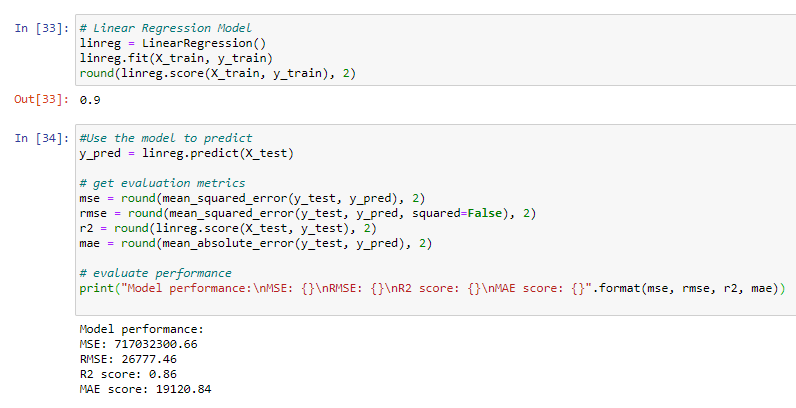 In [33]: # Linear Regression Model
linreg = LinearRegression()
linreg.fit(X_train, y_train)
round(linreg.score(X_train, y_train), 2)
Out[33]: 0.9
In [34]: #Use the model to predict
y_pred = linreg.predict(X_test)
# get evaluation metrics
mse = round(mean_squared_error(y_test, y_pred), 2)
rmse = round(mean_squared_error(y_test, y_pred, squared=False), 2)
r2 = round(linreg.score(X_test, y_test), 2)
mae = round(mean_absolute_error(y_test, y_pred), 2)
# evaluate performance
print("Model performance:\nMSE: {}\nRMSE: {}\nR2 score: {}\nMAE score: {}".format(mse, rmse, r2, mae))
Model performance:
MSE: 717032300.66
RMSE: 26777.46
R2 score: 0.86
MAE score: 19120.84